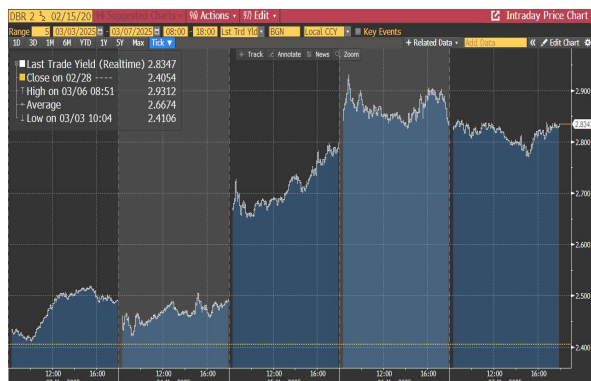 DBR 2 ½ 02/15/20 94) Suggested Charts 96) Actions 97) Edit Intraday Price Chart
Range 5 03/03/2025 - 03/07/2025 08:00 - 18:00 Lst Trd Yld BGN Local CCY Key Events
1D 3D 1M 6M YTD 1Y 5Y Max Tick + Related Data Add Data « Edit Chart
+ Track Annotate News Zoom
Last Trade Yield (Realtime) 2.8347
Close on 02/28 ---- 2.4054
High on 03/06 08:51 2.9312
Average 2.6674
Low on 03/03 10:04 2.4106
2.900
2.8347
2.800
2.700
2.600
2.500
2.400
12:00 16:00 12:00 16:00 12:00 16:00 12:00 16:00 12:00 16:00